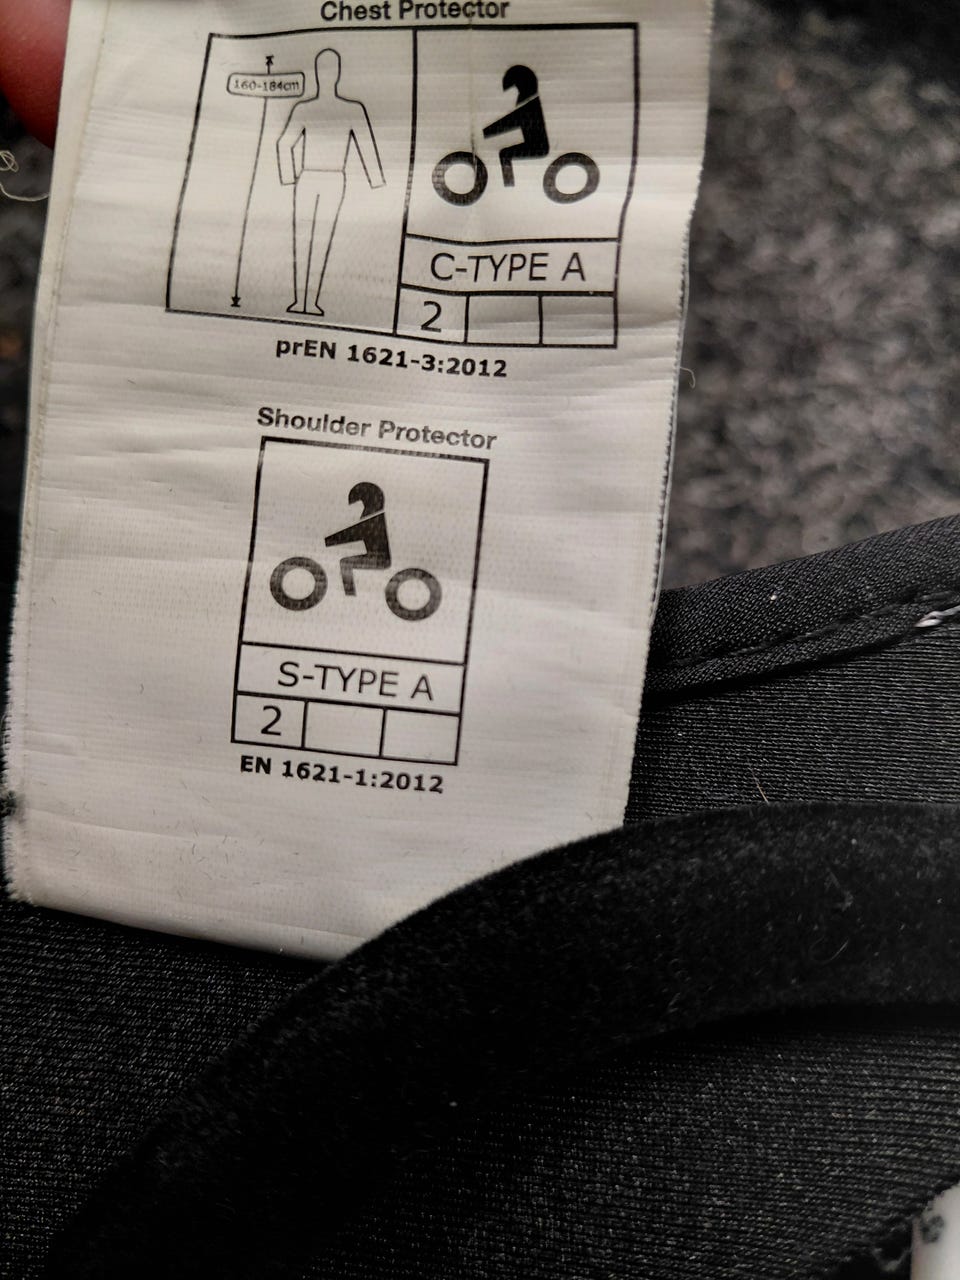 Chest Protector
160-184cm
C-TYPE A
2
prEN 1621-3:2012
Shoulder Protector
S-TYPE A
2
EN 1621-1:2012